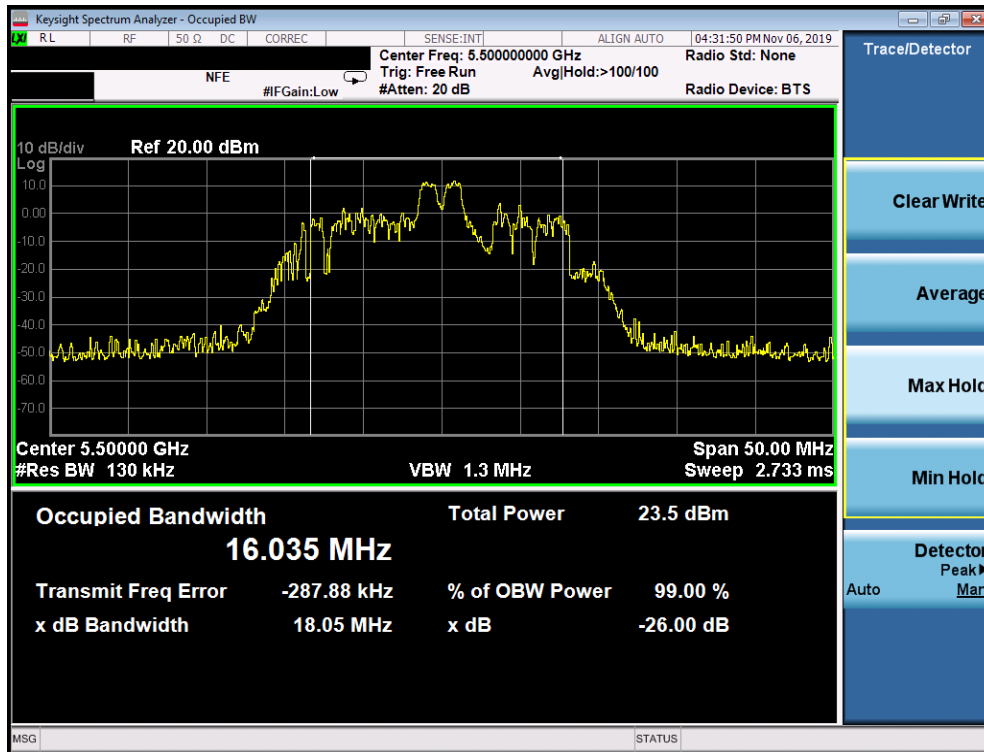 Keysight Spectrum Analyzer - Occupied BW
LXI RL RF 50 Ω DC CORREC SENSE:INT ALIGN AUTO 04:31:50 PM Nov 06, 2019
Center Freq: 5.500000000 GHz Radio Std: None
NFE Trig: Free Run Avg|Hold:>100/100
#IFGain:Low #Atten: 20 dB Radio Device: BTS
10 dB/div Ref 20.00 dBm
Log
10.0
0.00
-10.0
-20.0
-30.0
-40.0
-50.0
-60.0
-70.0
Center 5.50000 GHz Span 50.00 MHz
#Res BW 130 kHz VBW 1.3 MHz Sweep 2.733 ms
Occupied Bandwidth Total Power 23.5 dBm
16.035 MHz
Transmit Freq Error -287.88 kHz % of OBW Power 99.00 %
x dB Bandwidth 18.05 MHz x dB -26.00 dB
Trace/Detector
Clear Write
Average
Max Hold
Min Hold
Detector
Peak▶
Auto Man
MSG STATUS